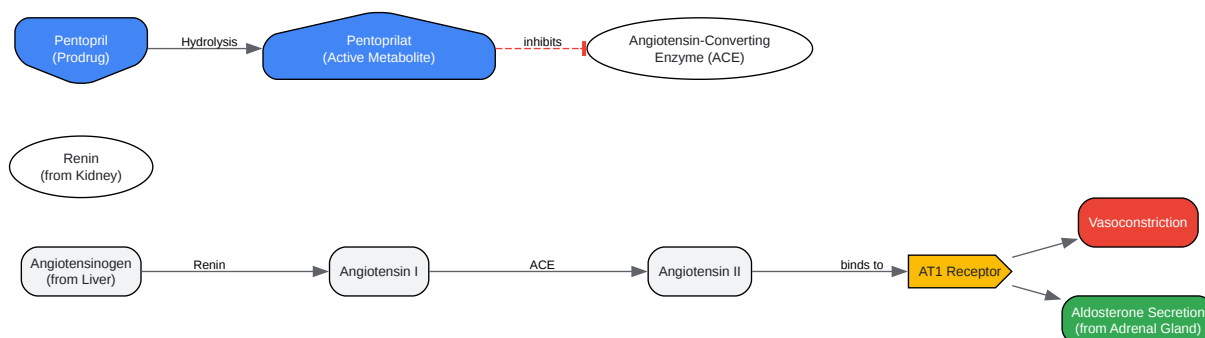 Pentopril
(Prodrug)
Hydrolysis
Pentoprilat
(Active Metabolite)
inhibits
Angiotensin-Converting
Enzyme (ACE)
Renin
(from Kidney)
Angiotensinogen
(from Liver)
Renin
Angiotensin I
ACE
Angiotensin II
binds to
AT1 Receptor
Vasoconstriction
Aldosterone Secretion
(from Adrenal Gland)